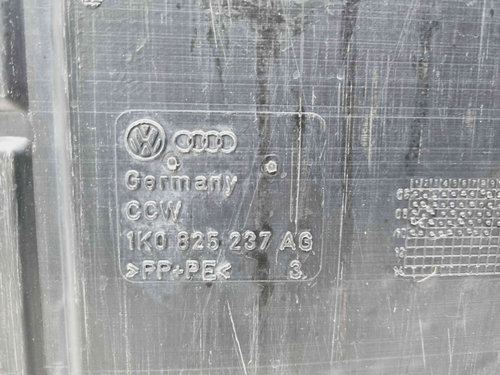 Germany
CCW
1K0 825 237 AG
>PP+PE< 3